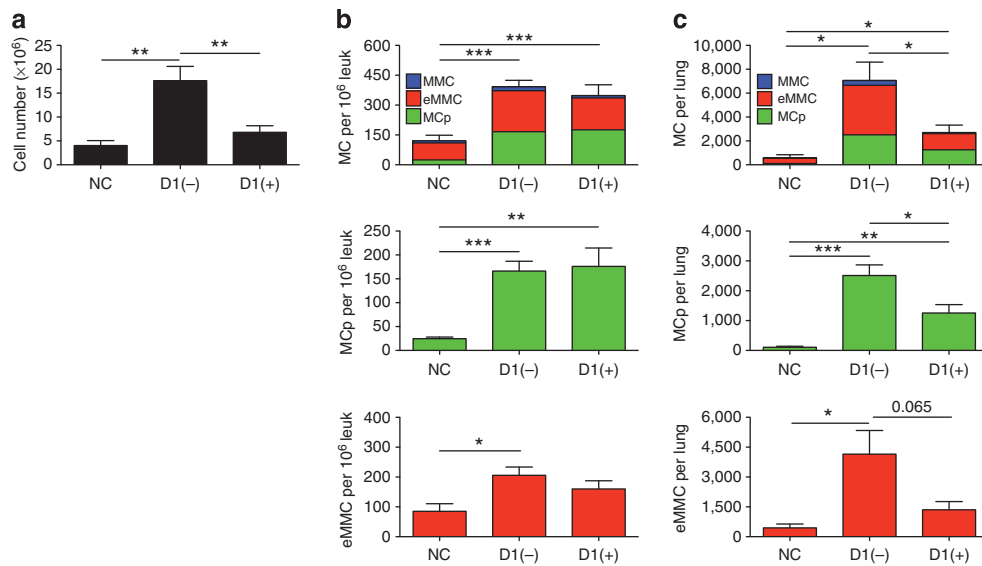 a
Cell number (×10⁶)
25
20
15
10
5
0
**
**
NC
D1(–)
D1(+)
b
MC per 10⁶ leuk
600
450
300
150
0
***
***
MMC
eMMC
MCp
NC
D1(–)
D1(+)
MCp per 10⁶ leuk
250
200
150
100
50
0
**
***
NC
D1(–)
D1(+)
eMMC per 10⁶ leuk
400
300
200
100
0
*
NC
D1(–)
D1(+)
c
MC per lung
10,000
8,000
6,000
4,000
2,000
0
*
*
*
MMC
eMMC
MCp
NC
D1(–)
D1(+)
MCp per lung
4,000
3,000
2,000
1,000
0
*
**
***
NC
D1(–)
D1(+)
eMMC per lung
6,000
4,500
3,000
1,500
0
*
0.065
NC
D1(–)
D1(+)